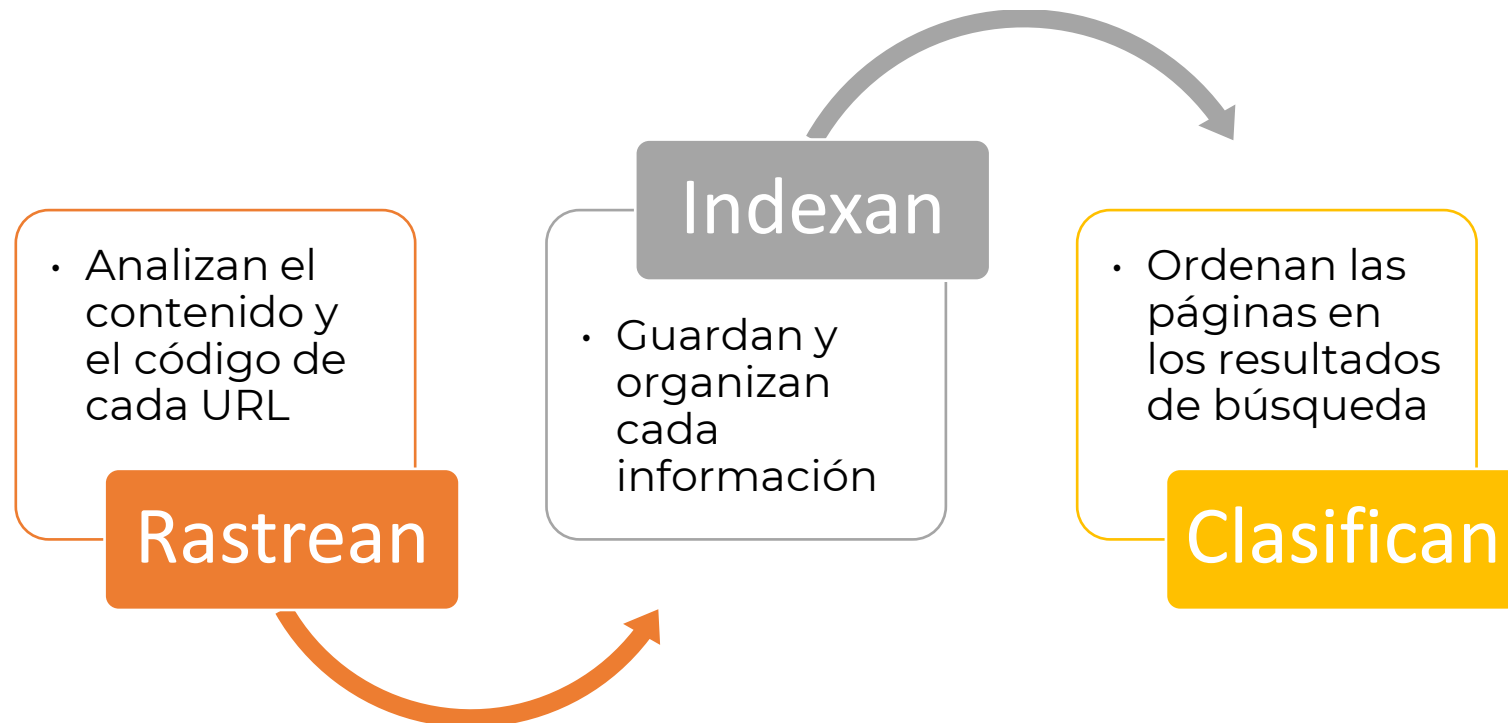 · Analizan el
contenido y
el código de
cada URL
Rastrean
Indexan
· Guardan y
organizan
cada
información
· Ordenan las
páginas en
los resultados
de búsqueda
Clasifican